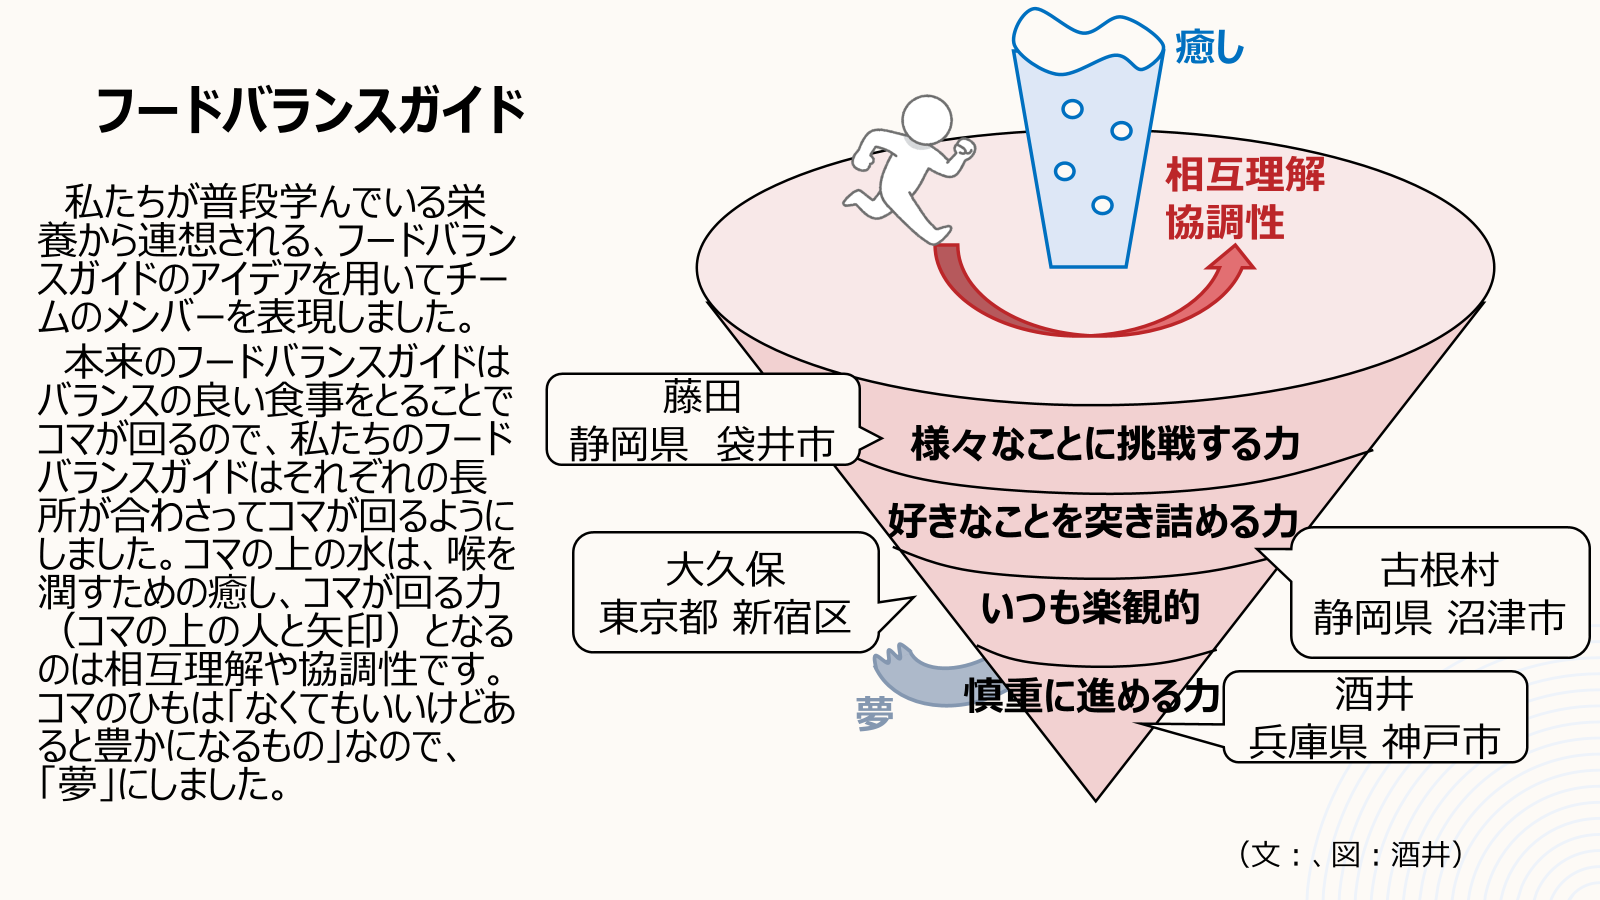 フードバランスガイド
私たちが普段学んでいる栄
養から連想される、フードバラン
スガイドのアイデアを用いてチー
ムのメンバーを表現しました。
本来のフードバランスガイドは
バランスの良い食事をとることで
コマが回るので、私たちのフード
バランスガイドはそれぞれの長
所が合わさってコマが回るように
しました。コマの上の水は、喉を
潤すための癒し、コマが回る力
（コマの上の人と矢印）となる
のは相互理解や協調性です。
コマのひもは「なくてもいいけどあ
ると豊かになるもの」なので、
「夢」にしました。
癒し
相互理解
協調性
藤田
静岡県 袋井市
様々なことに挑戦する力
好きなことを突き詰める力
大久保
東京都 新宿区
古根村
静岡県 沼津市
いつも楽観的
夢
慎重に進める力
酒井
兵庫県 神戸市
（文：、図：酒井）